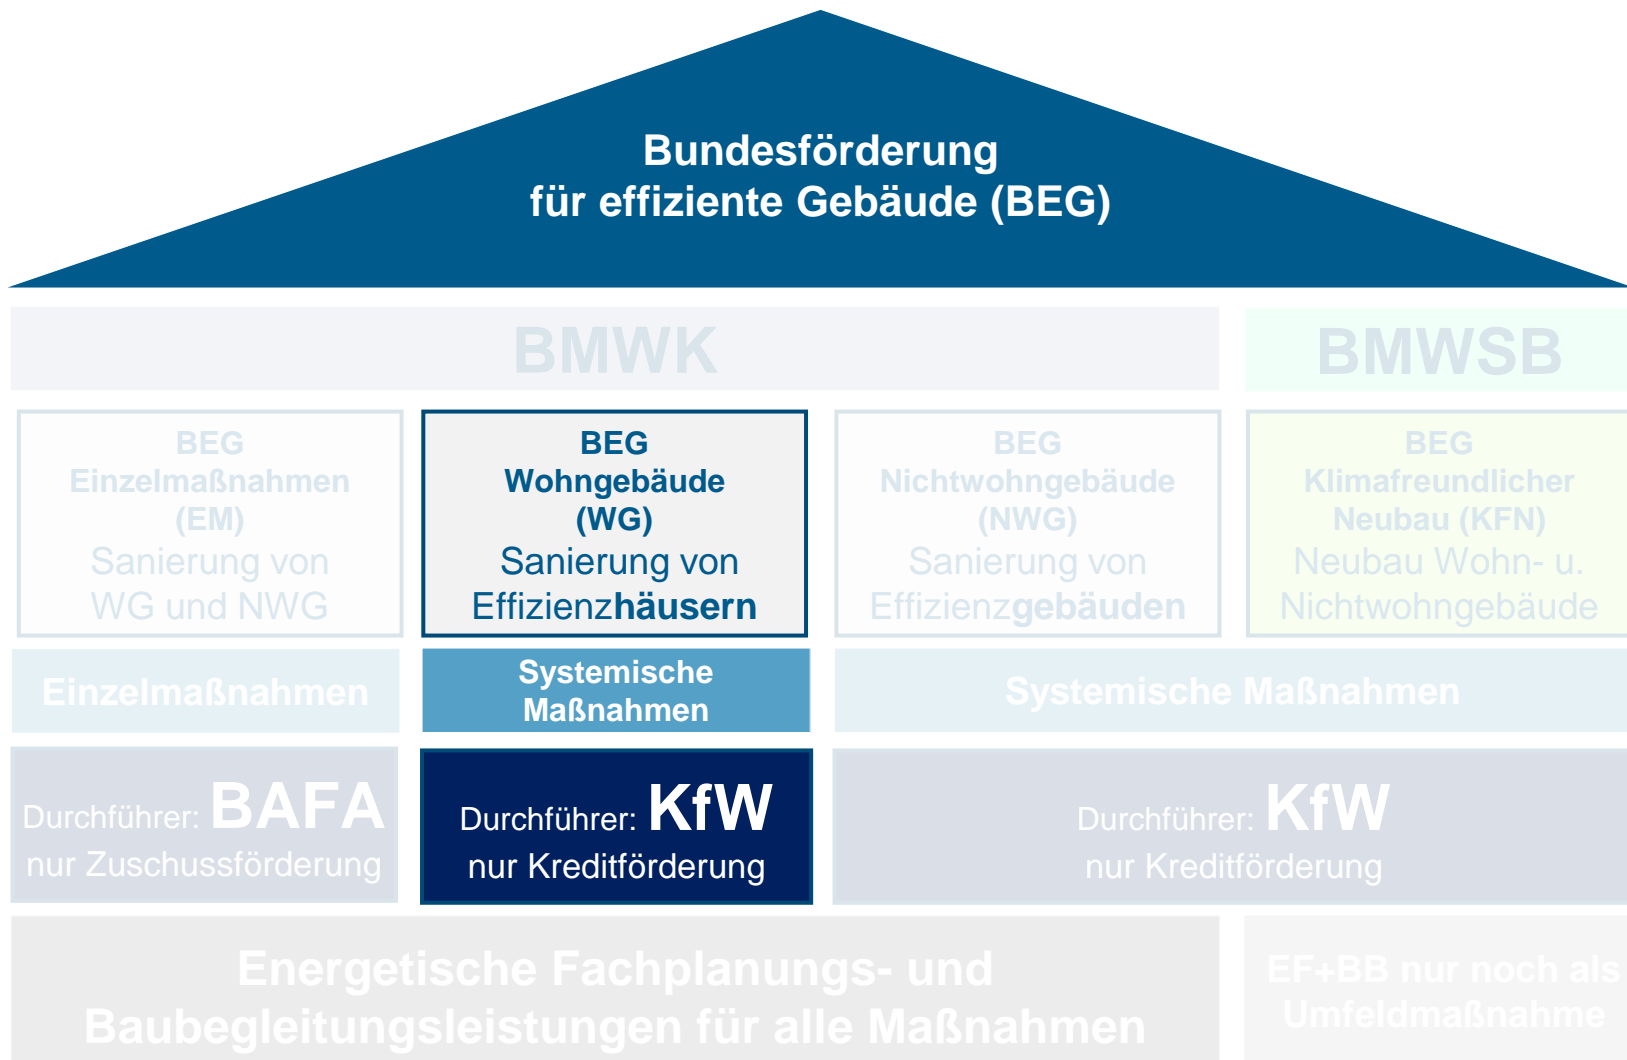 Bundesförderung
für effiziente Gebäude (BEG)
BMWK
BMWSB
BEG
Einzelmaßnahmen
(EM)
Sanierung von
WG und NWG
BEG
Wohngebäude
(WG)
Sanierung von
Effizienzhäusern
BEG
Nichtwohngebäude
(NWG)
Sanierung von
Effizienzgebäuden
BEG
Klimafreundlicher
Neubau (KFN)
Neubau Wohn- u.
Nichtwohngebäude
Einzelmaßnahmen
Systemische
Maßnahmen
Systemische Maßnahmen
Durchführer: BAFA
nur Zuschussförderung
Durchführer: KfW
nur Kreditförderung
Durchführer: KfW
nur Kreditförderung
Energetische Fachplanungs- und
Baubegleitungsleistungen für alle Maßnahmen
EF+BB nur noch als
Umfeldmaßnahme